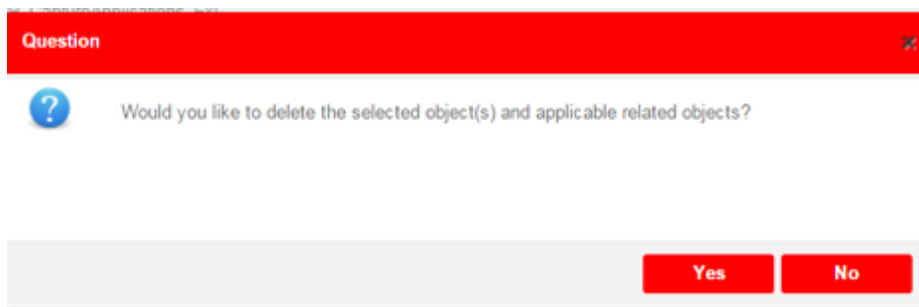 Question
Would you like to delete the selected object(s) and applicable related objects?
Yes No